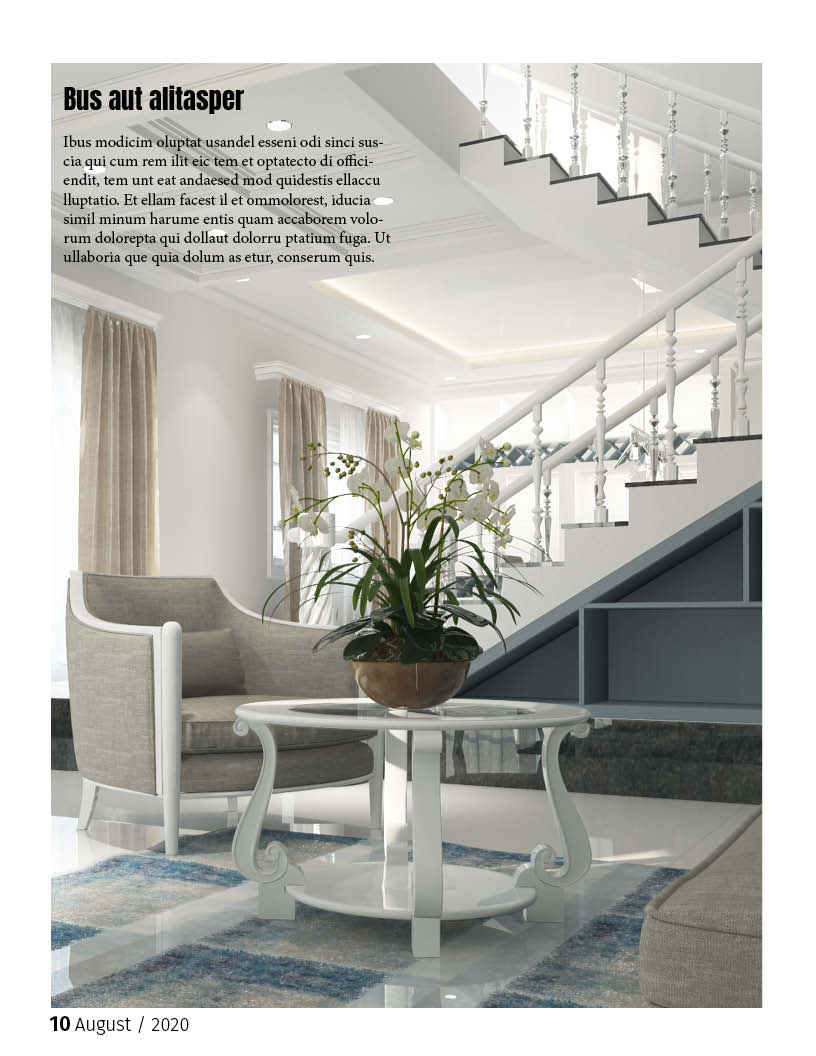 Bus aut alitasper
Ibus modicim oluptat usandel esseni odi sinci sus-
cia qui cum rem ilit eic tem et optatecto di offici-
endit, tem unt eat andaesed mod quidestis ellaccu
lluptatio. Et ellam facest il et ommolorest, iducia
simil minum harume entis quam accaborem volo-
rum dolorepta qui dollaut dolorru ptatium fuga. Ut
ullaboria que quia dolum as etur, conserum quis.
10 August / 2020